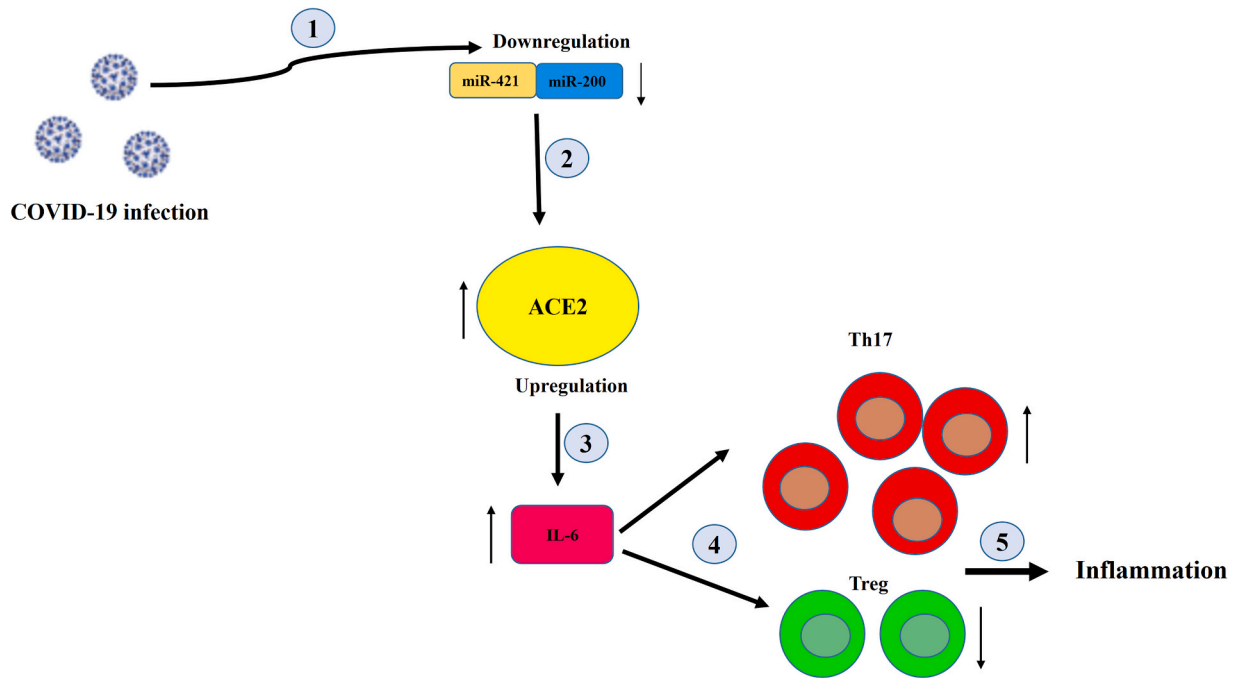 1
Downregulation
miR-421 miR-200
2
COVID-19 infection
ACE2
Upregulation
Th17
3
IL-6
4
5
Inflammation
Treg